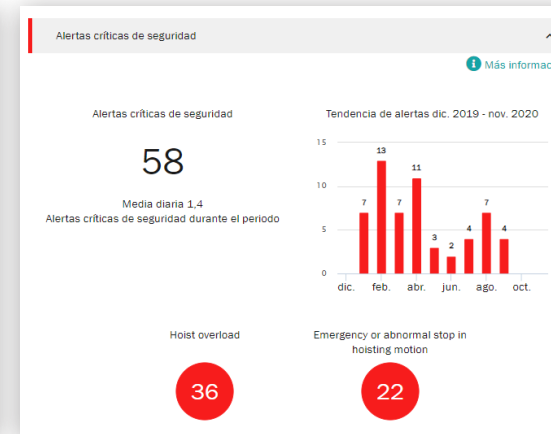 Alertas críticas de seguridad
Más informac
Alertas críticas de seguridad
58
Media diaria 1,4
Alertas críticas de seguridad durante el periodo
Tendencia de alertas dic. 2019 - nov. 2020
15
10
5
0
7
13
7
11
3
2
4
7
4
dic. feb. abr. jun. ago. oct.
Hoist overload
36
Emergency or abnormal stop in
hoisting motion
22